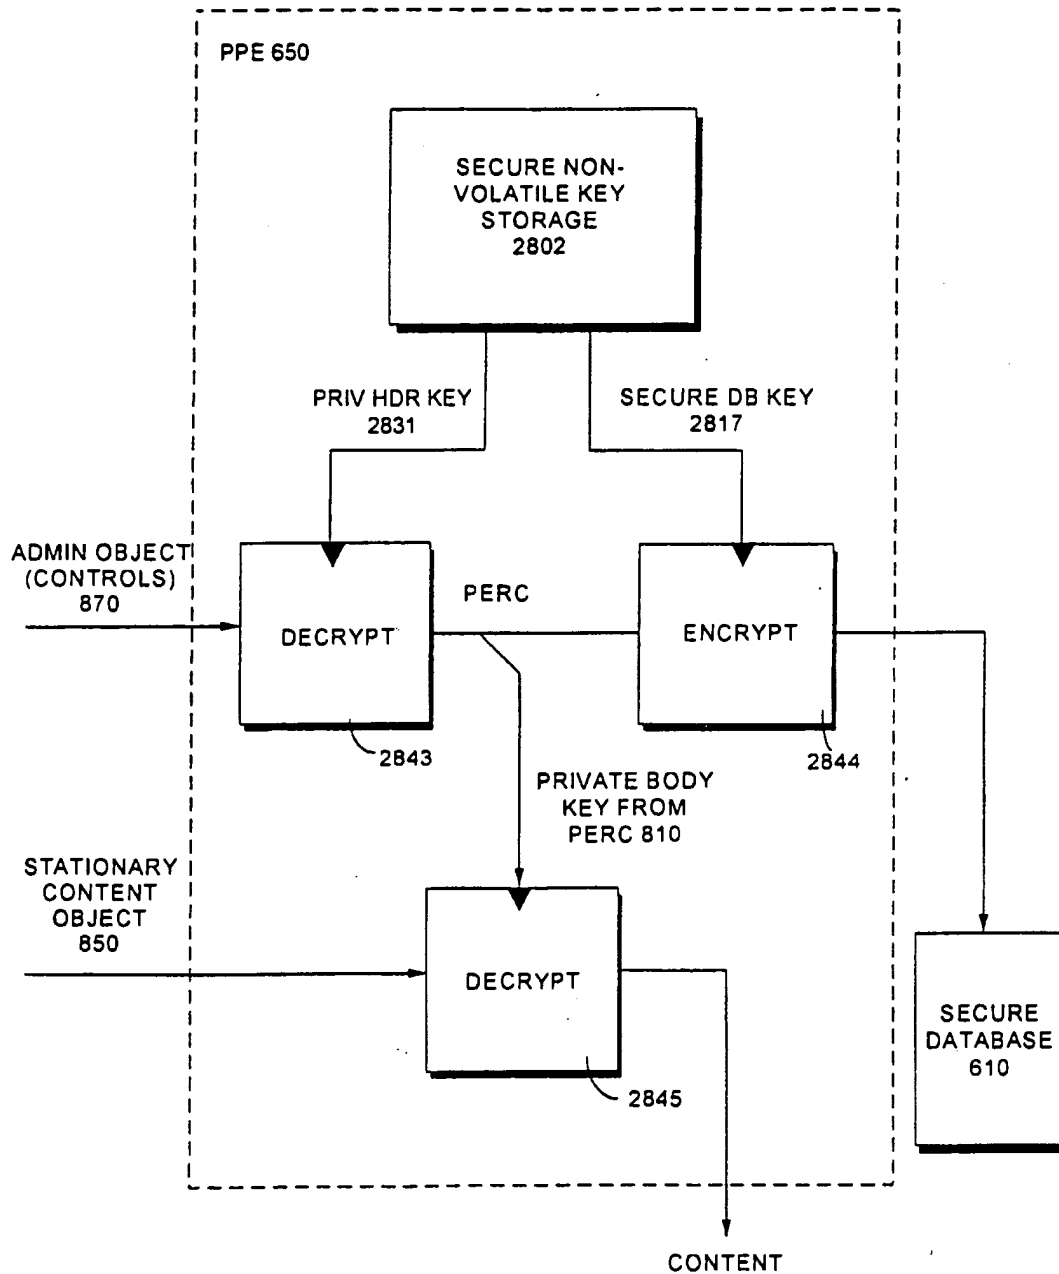 PPE 650
SECURE NON-
VOLATILE KEY
STORAGE
2802
PRIV HDR KEY
2831
SECURE DB KEY
2817
ADMIN OBJECT
(CONTROLS)
870
DECRYPT
PERC
ENCRYPT
2843
2844
PRIVATE BODY
KEY FROM
PERC 810
STATIONARY
CONTENT
OBJECT
850
DECRYPT
2845
SECURE
DATABASE
610
CONTENT